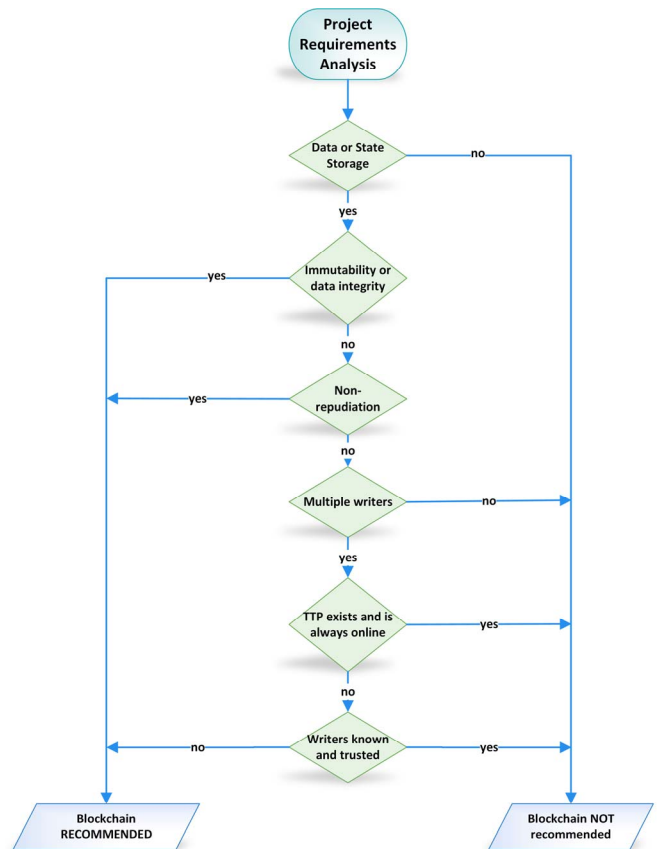 Project
Requirements
Analysis
Data or State
Storage
no
yes
Immutability or
data integrity
yes
no
Non-
repudiation
yes
no
Multiple writers
no
yes
TTP exists and is
always online
yes
no
Writers known
and trusted
no
yes
Blockchain
RECOMMENDED
Blockchain NOT
recommended